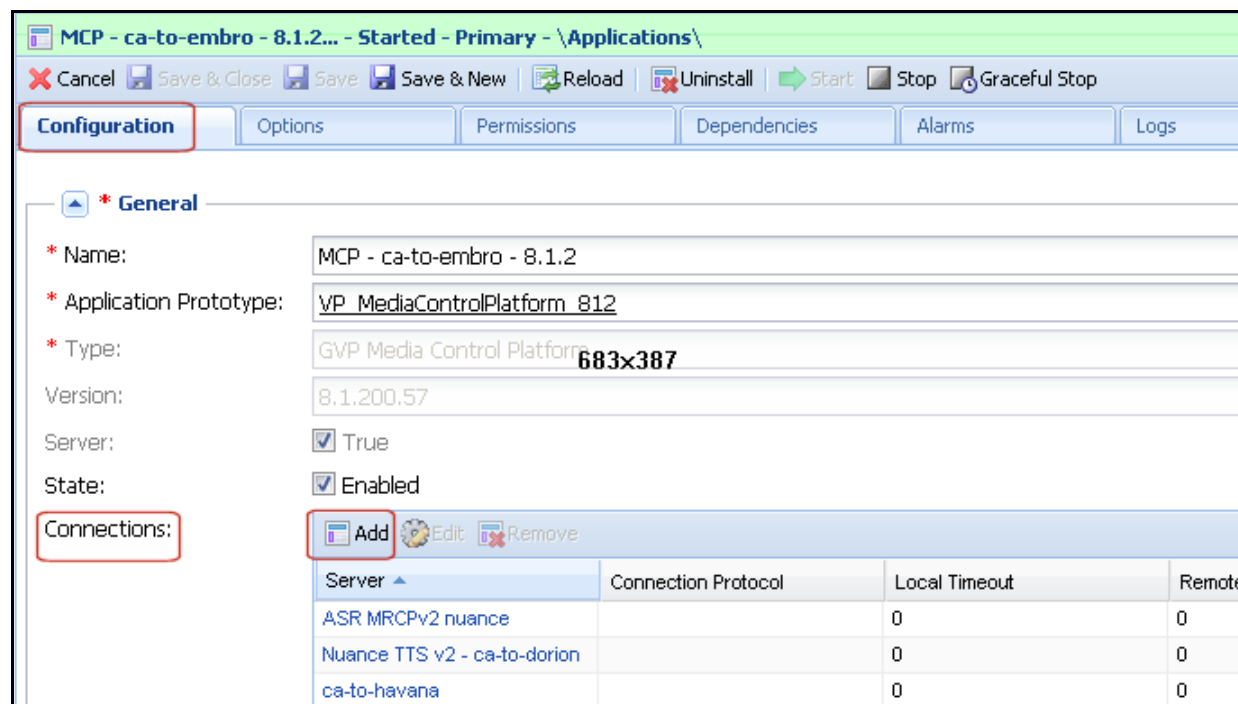 MCP - ca-to-embro - 8.1.2... - Started - Primary - \Applications\
Cancel Save & Close Save Save & New Reload Uninstall Start Stop Graceful Stop
Configuration Options Permissions Dependencies Alarms Logs
* General
* Name: MCP - ca-to-embro - 8.1.2
* Application Prototype: VP_MediaControlPlatform_812
* Type: GVP Media Control Platform
683x387
Version: 8.1.200.57
Server: True
State: Enabled
Connections: Add Edit Remove
Server Connection Protocol Local Timeout Remote
ASR MRCPv2 nuance 0 0
Nuance TTS v2 - ca-to-dorion 0 0
ca-to-havana 0 0